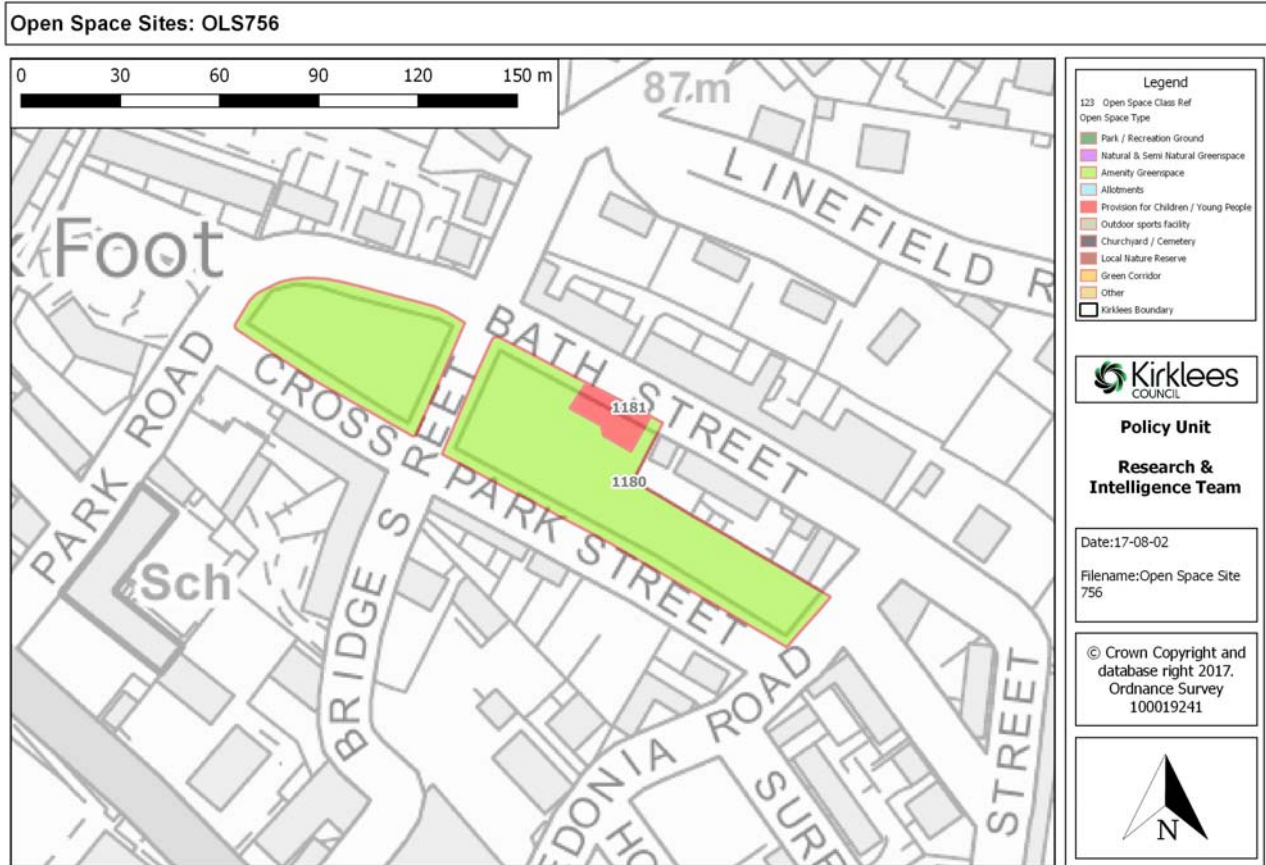 Open Space Sites: OLS756
0 30 60 90 120 150 m
87m
LINEFIELD R
Foot
PARK ROAD
CROSS PARK STREET
BATH STREET
BRIDGE STREET
1181
1180
Sch
EDONIA ROAD
HO
SURR
STREET
Legend
123 Open Space Class Ref
Open Space Type
Park / Recreation Ground
Natural & Semi Natural Greenspace
Amenity Greenspace
Allotments
Provision for Children / Young People
Outdoor sports facility
Churchyard / Cemetery
Local Nature Reserve
Green Corridor
Other
Kirklees Boundary
Kirklees
COUNCIL
Policy Unit
Research &
Intelligence Team
Date:17-08-02
Filename:Open Space Site
756
© Crown Copyright and
database right 2017.
Ordnance Survey
100019241
N